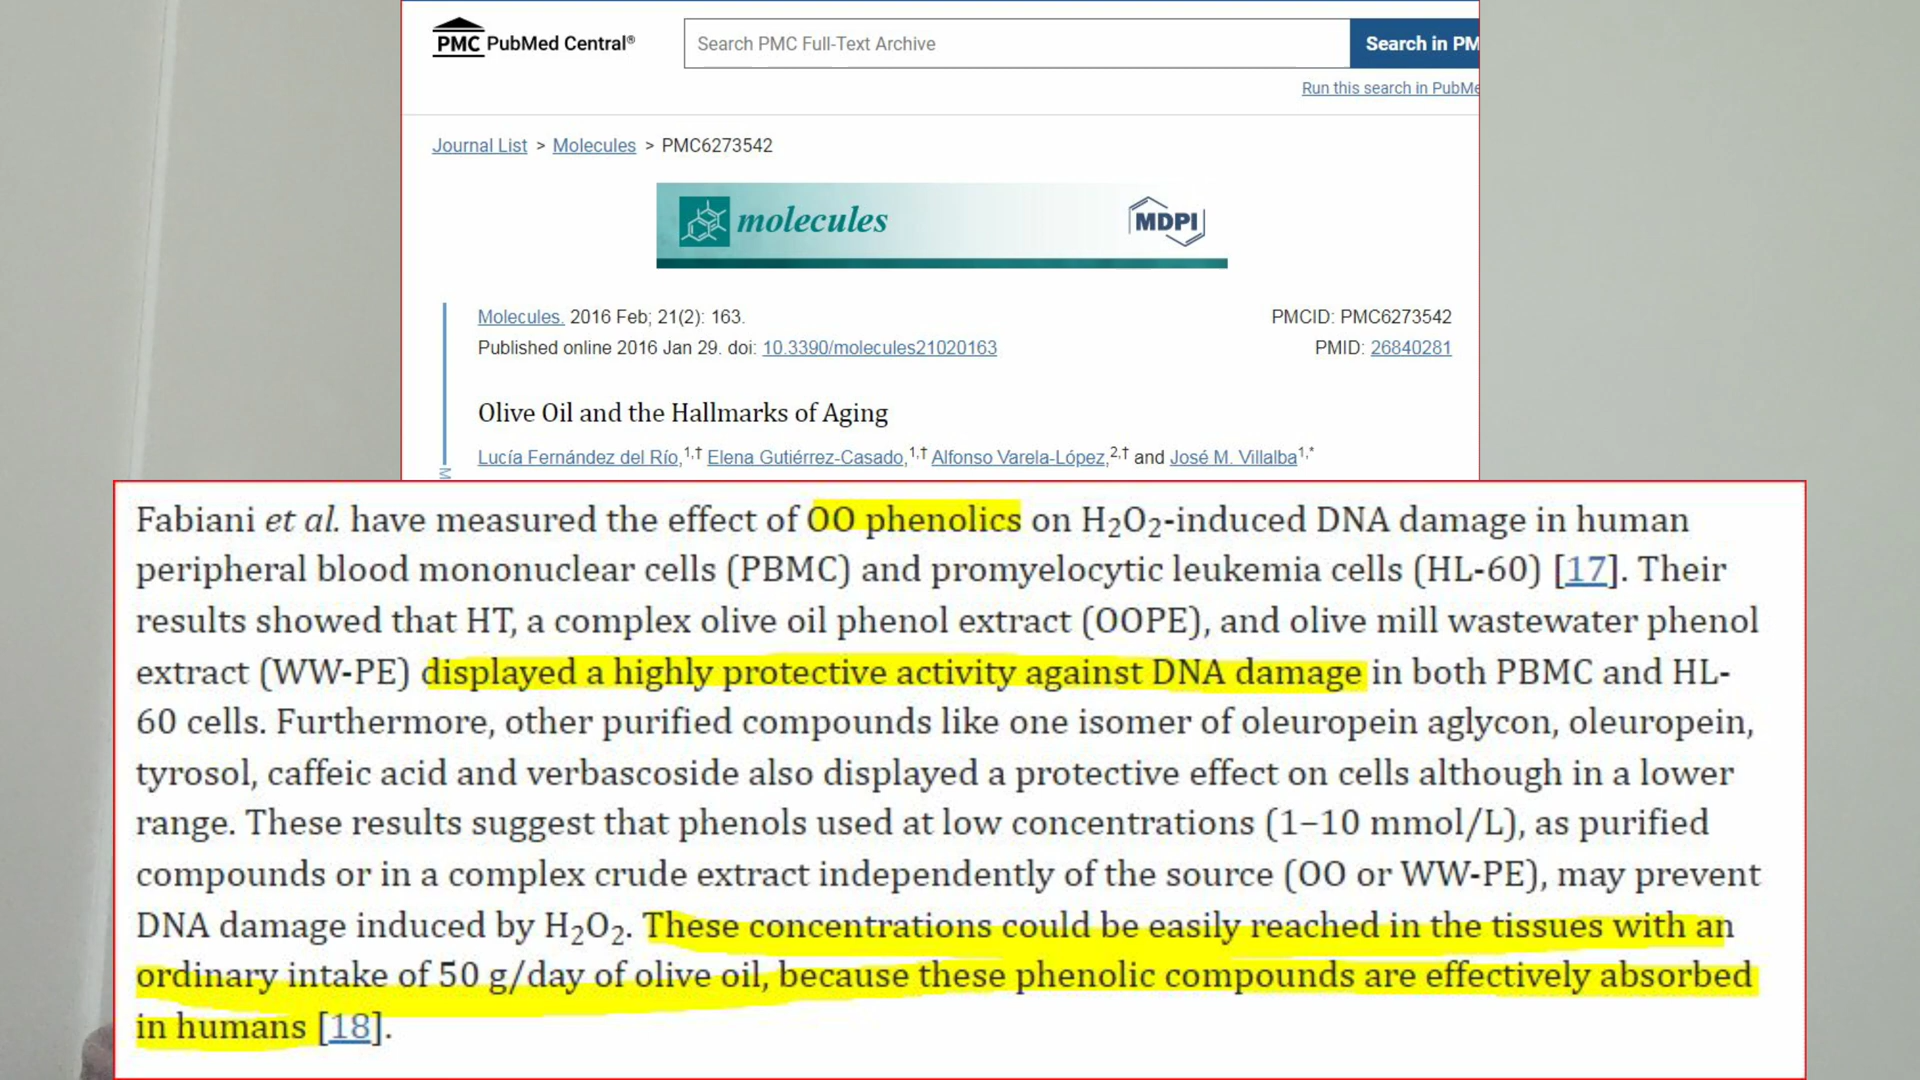 PMC PubMed Central®
Search PMC Full-Text Archive
Search in PM
Run this search in PubMe
Journal List > Molecules > PMC6273542
molecules
MDPI
Molecules. 2016 Feb; 21(2): 163.
PMCID: PMC6273542
Published online 2016 Jan 29. doi: 10.3390/molecules21020163
PMID: 26840281
Olive Oil and the Hallmarks of Aging
Lucía Fernández del Río,1,† Elena Gutiérrez-Casado,1,† Alfonso Varela-López,2,† and José M. Villalba1,*
M
Fabiani et al. have measured the effect of OO phenolics on H2O2-induced DNA damage in human
peripheral blood mononuclear cells (PBMC) and promyelocytic leukemia cells (HL-60) [17]. Their
results showed that HT, a complex olive oil phenol extract (OOPE), and olive mill wastewater phenol
extract (WW-PE) displayed a highly protective activity against DNA damage in both PBMC and HL-
60 cells. Furthermore, other purified compounds like one isomer of oleuropein aglycon, oleuropein,
tyrosol, caffeic acid and verbascoside also displayed a protective effect on cells although in a lower
range. These results suggest that phenols used at low concentrations (1–10 mmol/L), as purified
compounds or in a complex crude extract independently of the source (OO or WW-PE), may prevent
DNA damage induced by H2O2. These concentrations could be easily reached in the tissues with an
ordinary intake of 50 g/day of olive oil, because these phenolic compounds are effectively absorbed
in humans [18].